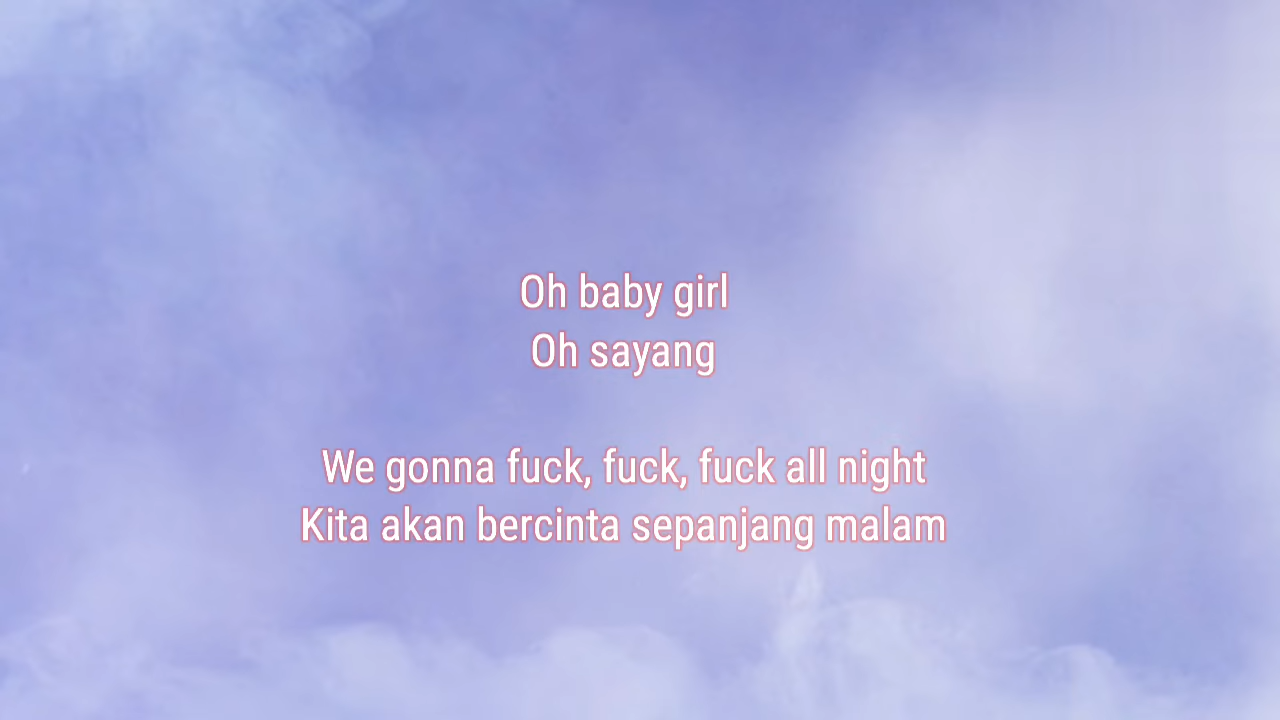 Oh baby girl
Oh sayang
We gonna fuck, fuck, fuck all night
Kita akan bercinta sepanjang malam